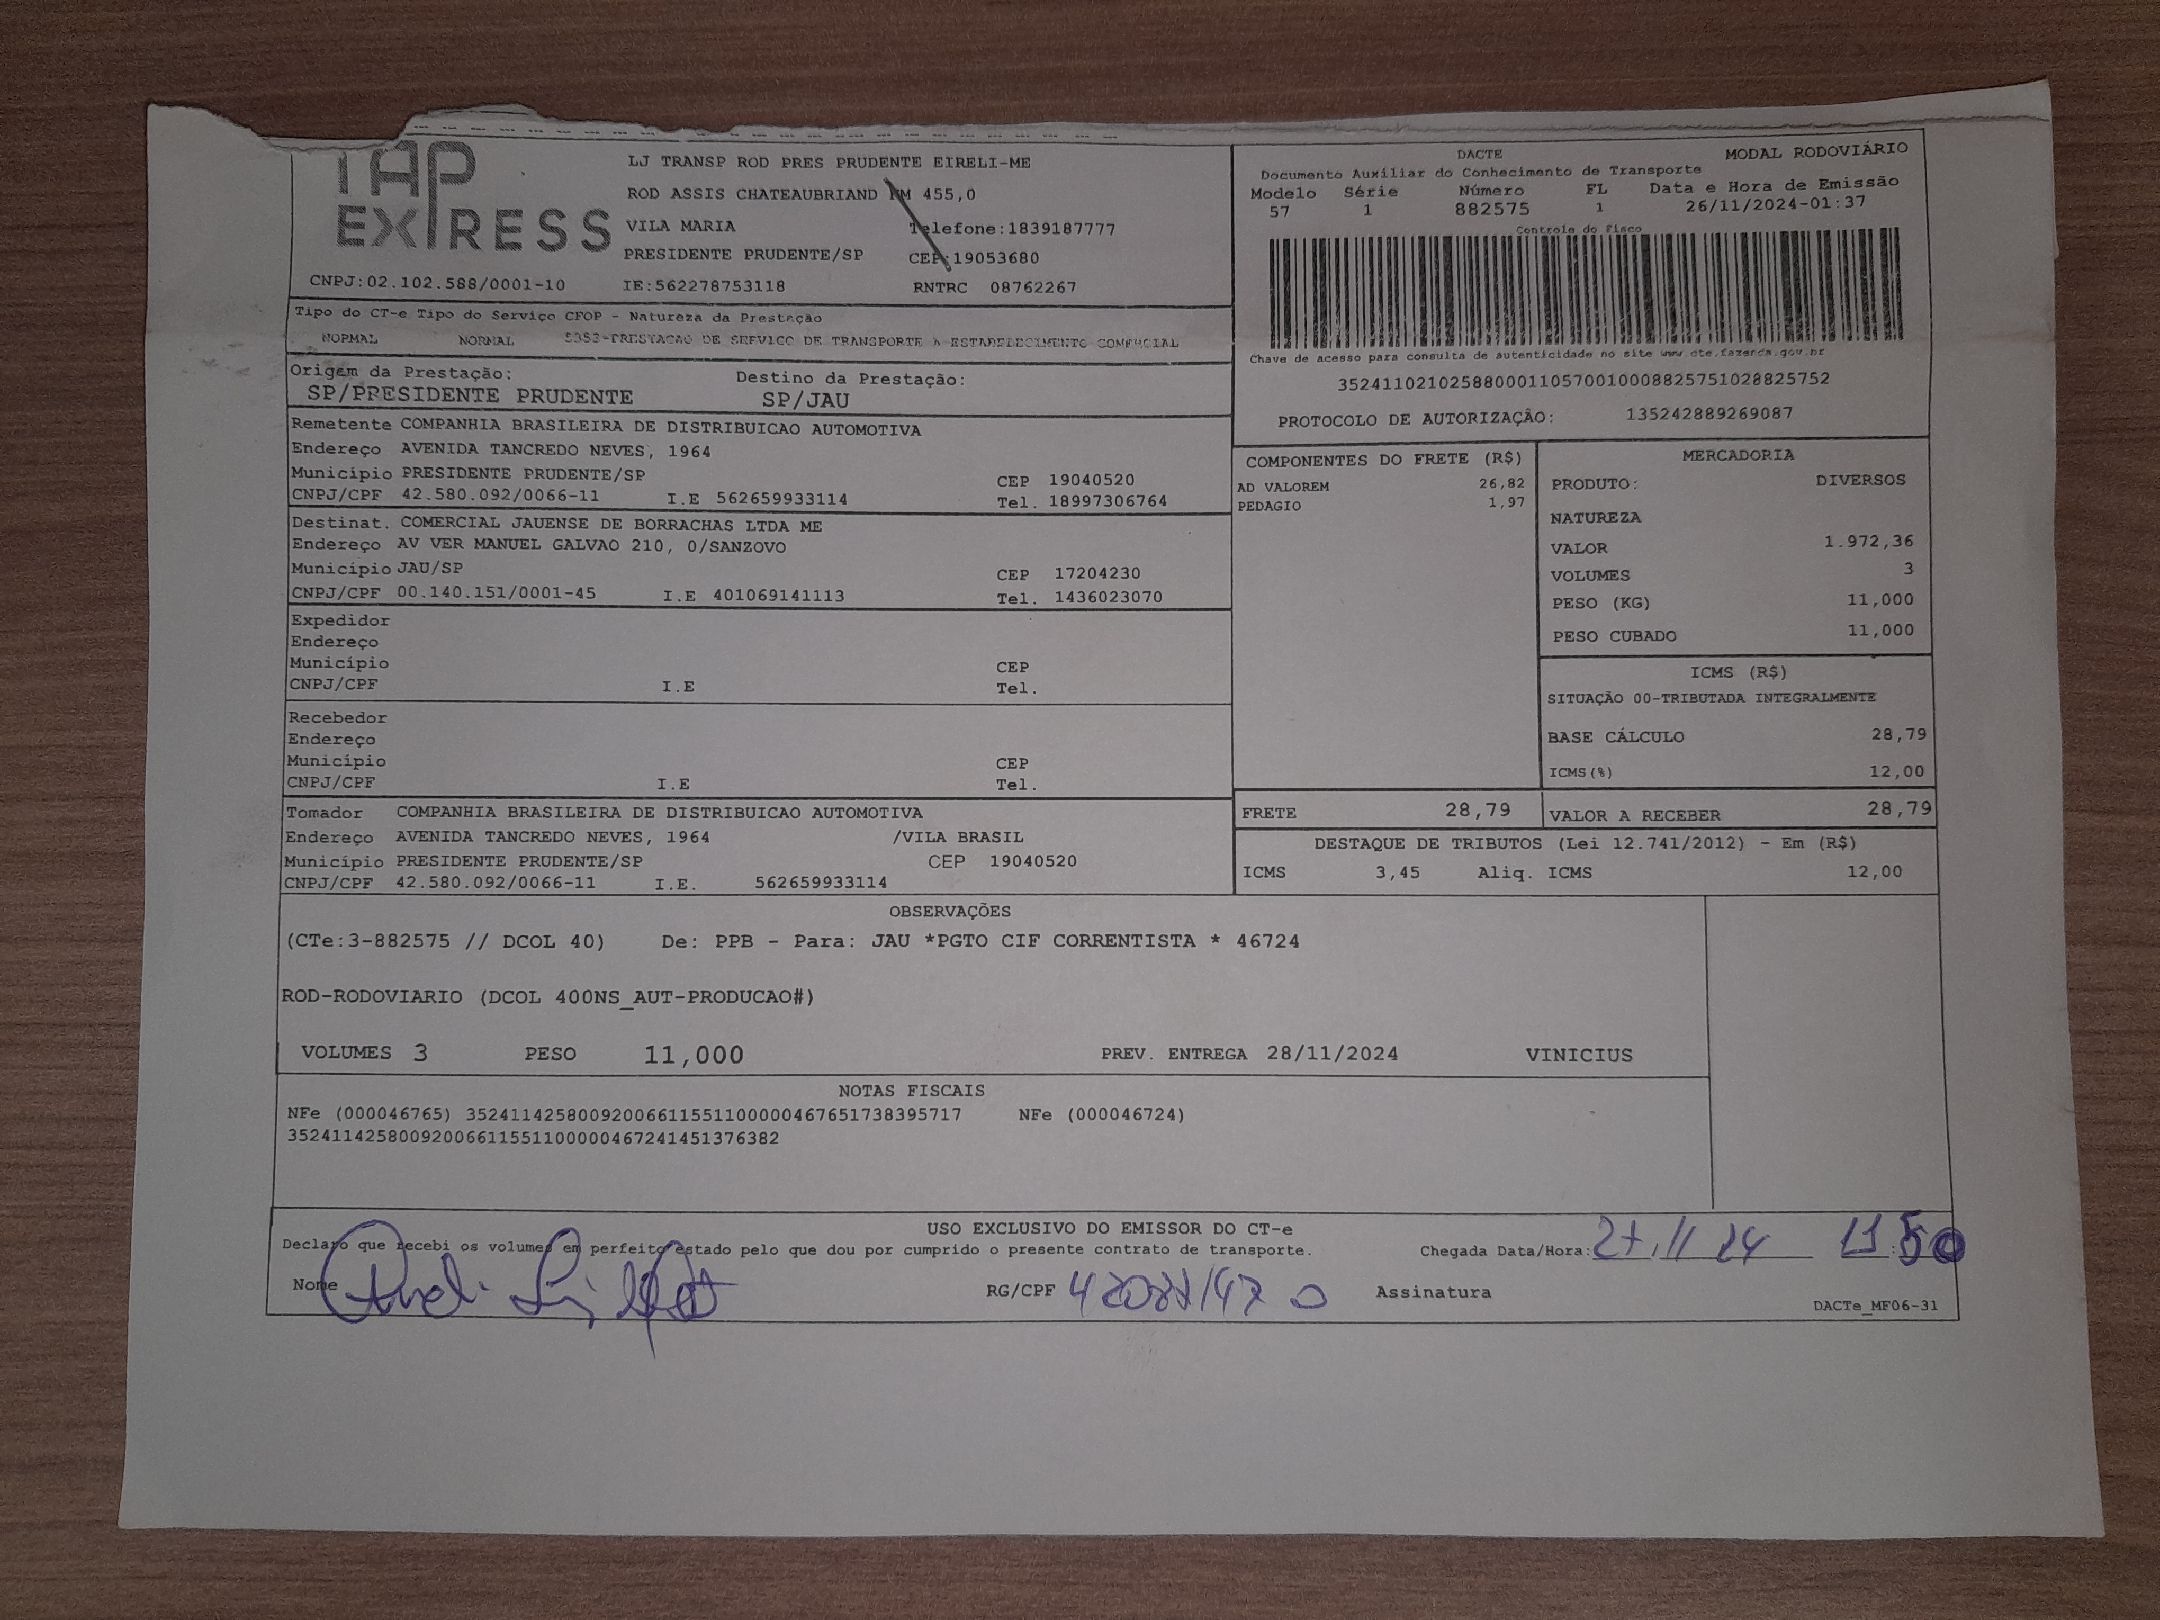 TAP
EXPRESS
LJ TRANSP ROD PRES PRUDENTE EIRELI-ME
ROD ASSIS CHATEAUBRIAND KM 455,0
VILA MARIA Telefone:1839187777
PRESIDENTE PRUDENTE/SP CEP:19053680
CNPJ:02.102.588/0001-10 IE:562278753118 RNTRC 08762267
DACTE MODAL RODOVIÁRIO
Documento Auxiliar do Conhecimento de Transporte
Modelo Série Número FL Data e Hora de Emissão
57 1 882575 1 26/11/2024-01:37
Controle do Fisco
Chave de acesso para consulta de autenticidade no site www.cte.fazenda.gov.br
35241102102588000110570010008825751028825752
PROTOCOLO DE AUTORIZAÇÃO: 135242889269087
Tipo do CT-e Tipo do Serviço CFOP - Natureza da Prestação
NORMAL NORMAL 5353-PRESTACAO DE SERVICO DE TRANSPORTE A ESTABELECIMENTO COMERCIAL
Origem da Prestação: Destino da Prestação:
SP/PRESIDENTE PRUDENTE SP/JAU
Remetente COMPANHIA BRASILEIRA DE DISTRIBUICAO AUTOMOTIVA
Endereço AVENIDA TANCREDO NEVES, 1964
Município PRESIDENTE PRUDENTE/SP CEP 19040520
CNPJ/CPF 42.580.092/0066-11 I.E 562659933114 Tel. 18997306764
Destinat. COMERCIAL JAUENSE DE BORRACHAS LTDA ME
Endereço AV VER MANUEL GALVAO 210, 0/SANZOVO
Município JAU/SP CEP 17204230
CNPJ/CPF 00.140.151/0001-45 I.E 401069141113 Tel. 1436023070
Expedidor
Endereço
Município CEP
CNPJ/CPF I.E Tel.
Recebedor
Endereço
Município CEP
CNPJ/CPF I.E Tel.
Tomador COMPANHIA BRASILEIRA DE DISTRIBUICAO AUTOMOTIVA
Endereço AVENIDA TANCREDO NEVES, 1964 /VILA BRASIL
Município PRESIDENTE PRUDENTE/SP CEP 19040520
CNPJ/CPF 42.580.092/0066-11 I.E. 562659933114
COMPONENTES DO FRETE (R$)
AD VALOREM 26,82
PEDAGIO 1,97
MERCADORIA
PRODUTO: DIVERSOS
NATUREZA
VALOR 1.972,36
VOLUMES 3
PESO (KG) 11,000
PESO CUBADO 11,000
ICMS (R$)
SITUAÇÃO 00-TRIBUTADA INTEGRALMENTE
BASE CÁLCULO 28,79
ICMS(%) 12,00
FRETE 28,79 VALOR A RECEBER 28,79
DESTAQUE DE TRIBUTOS (Lei 12.741/2012) - Em (R$)
ICMS 3,45 Aliq. ICMS 12,00
OBSERVAÇÕES
(CTe:3-882575 // DCOL 40) De: PPB - Para: JAU *PGTO CIF CORRENTISTA * 46724
ROD-RODOVIARIO (DCOL 400NS_AUT-PRODUCAO#)
VOLUMES 3 PESO 11,000 PREV. ENTREGA 28/11/2024 VINICIUS
NOTAS FISCAIS
NFe (000046765) 35241142580092006611551100000467651738395717 NFe (000046724)
35241142580092006611551100000467241451376382
USO EXCLUSIVO DO EMISSOR DO CT-e
Declaro que recebi os volumes em perfeito estado pelo que dou por cumprido o presente contrato de transporte. Chegada Data/Hora: 27.11 24
Nome RG/CPF Assinatura
DACTe_MF06-31